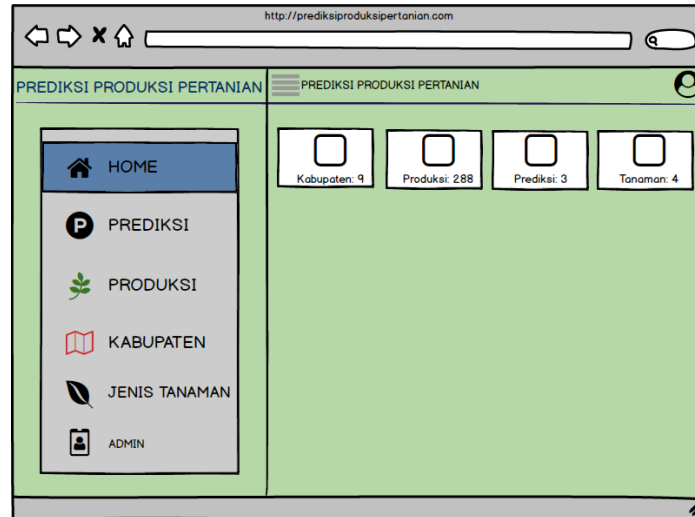 http://prediksiproduksipertanian.com
PREDIKSI PRODUKSI PERTANIAN
PREDIKSI PRODUKSI PERTANIAN
HOME
PREDIKSI
PRODUKSI
KABUPATEN
JENIS TANAMAN
ADMIN
Kabupaten: 9
Produksi: 288
Prediksi: 3
Tanaman: 4